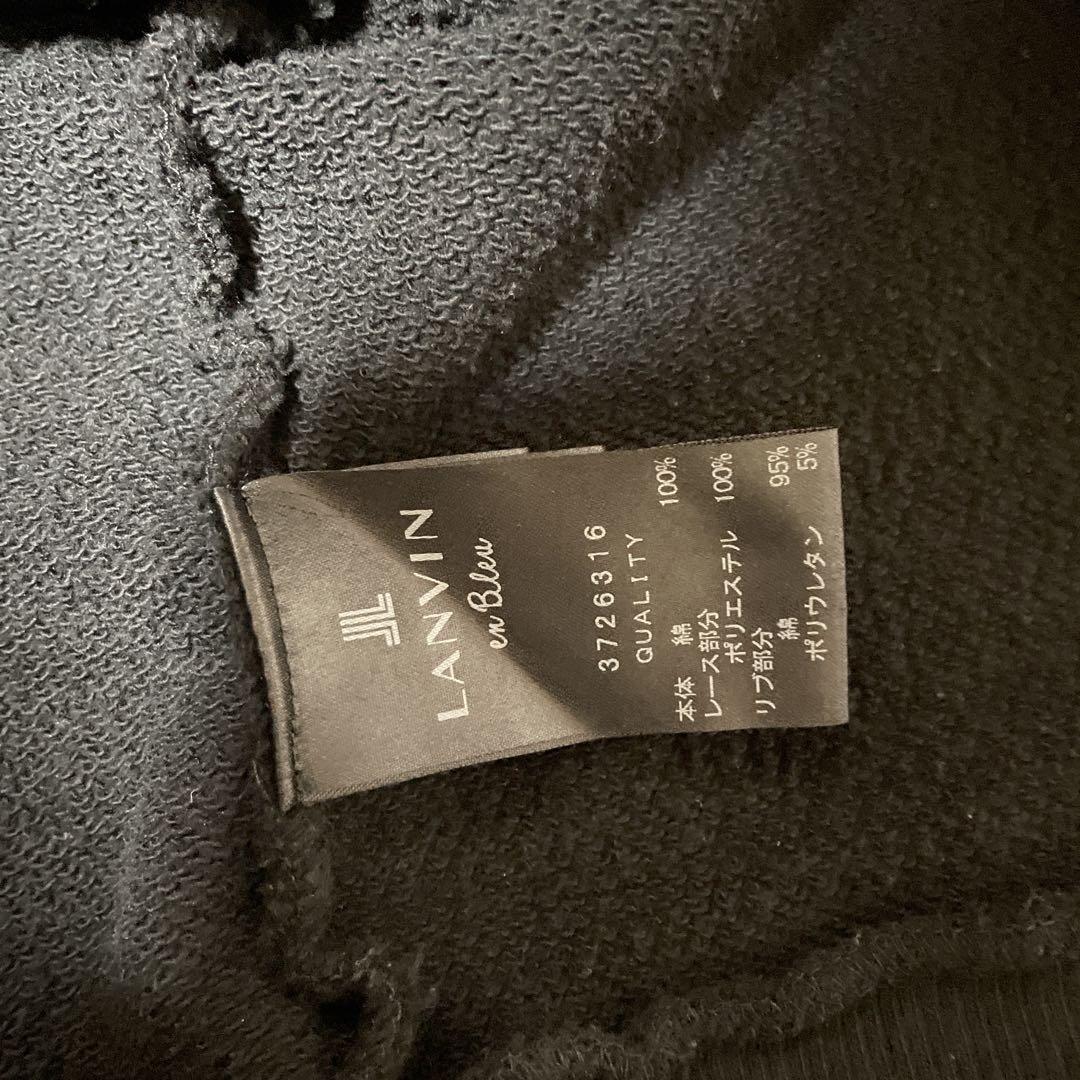 LANVIN
en Bleu
3726316
QUALITY
本体 綿 100%
レース部分
ポリエステル 100%
リブ部分
綿 95%
ポリウレタン 5%